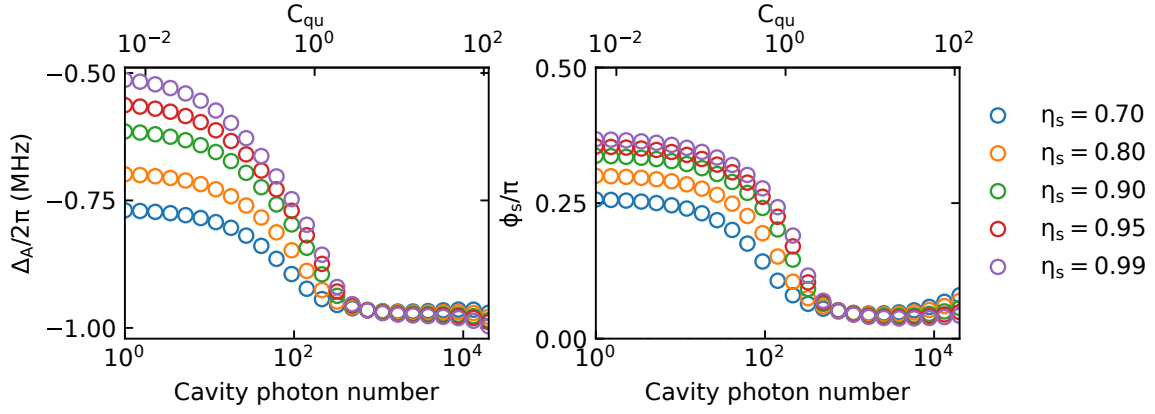 C_qu
10^−2 10^0 10^2
Δ_A/2π (MHz)
−0.50
−0.75
−1.00
10^0 10^2 10^4
Cavity photon number
C_qu
10^−2 10^0 10^2
ϕ_s/π
0.50
0.25
0.00
10^0 10^2 10^4
Cavity photon number
η_s = 0.70
η_s = 0.80
η_s = 0.90
η_s = 0.95
η_s = 0.99